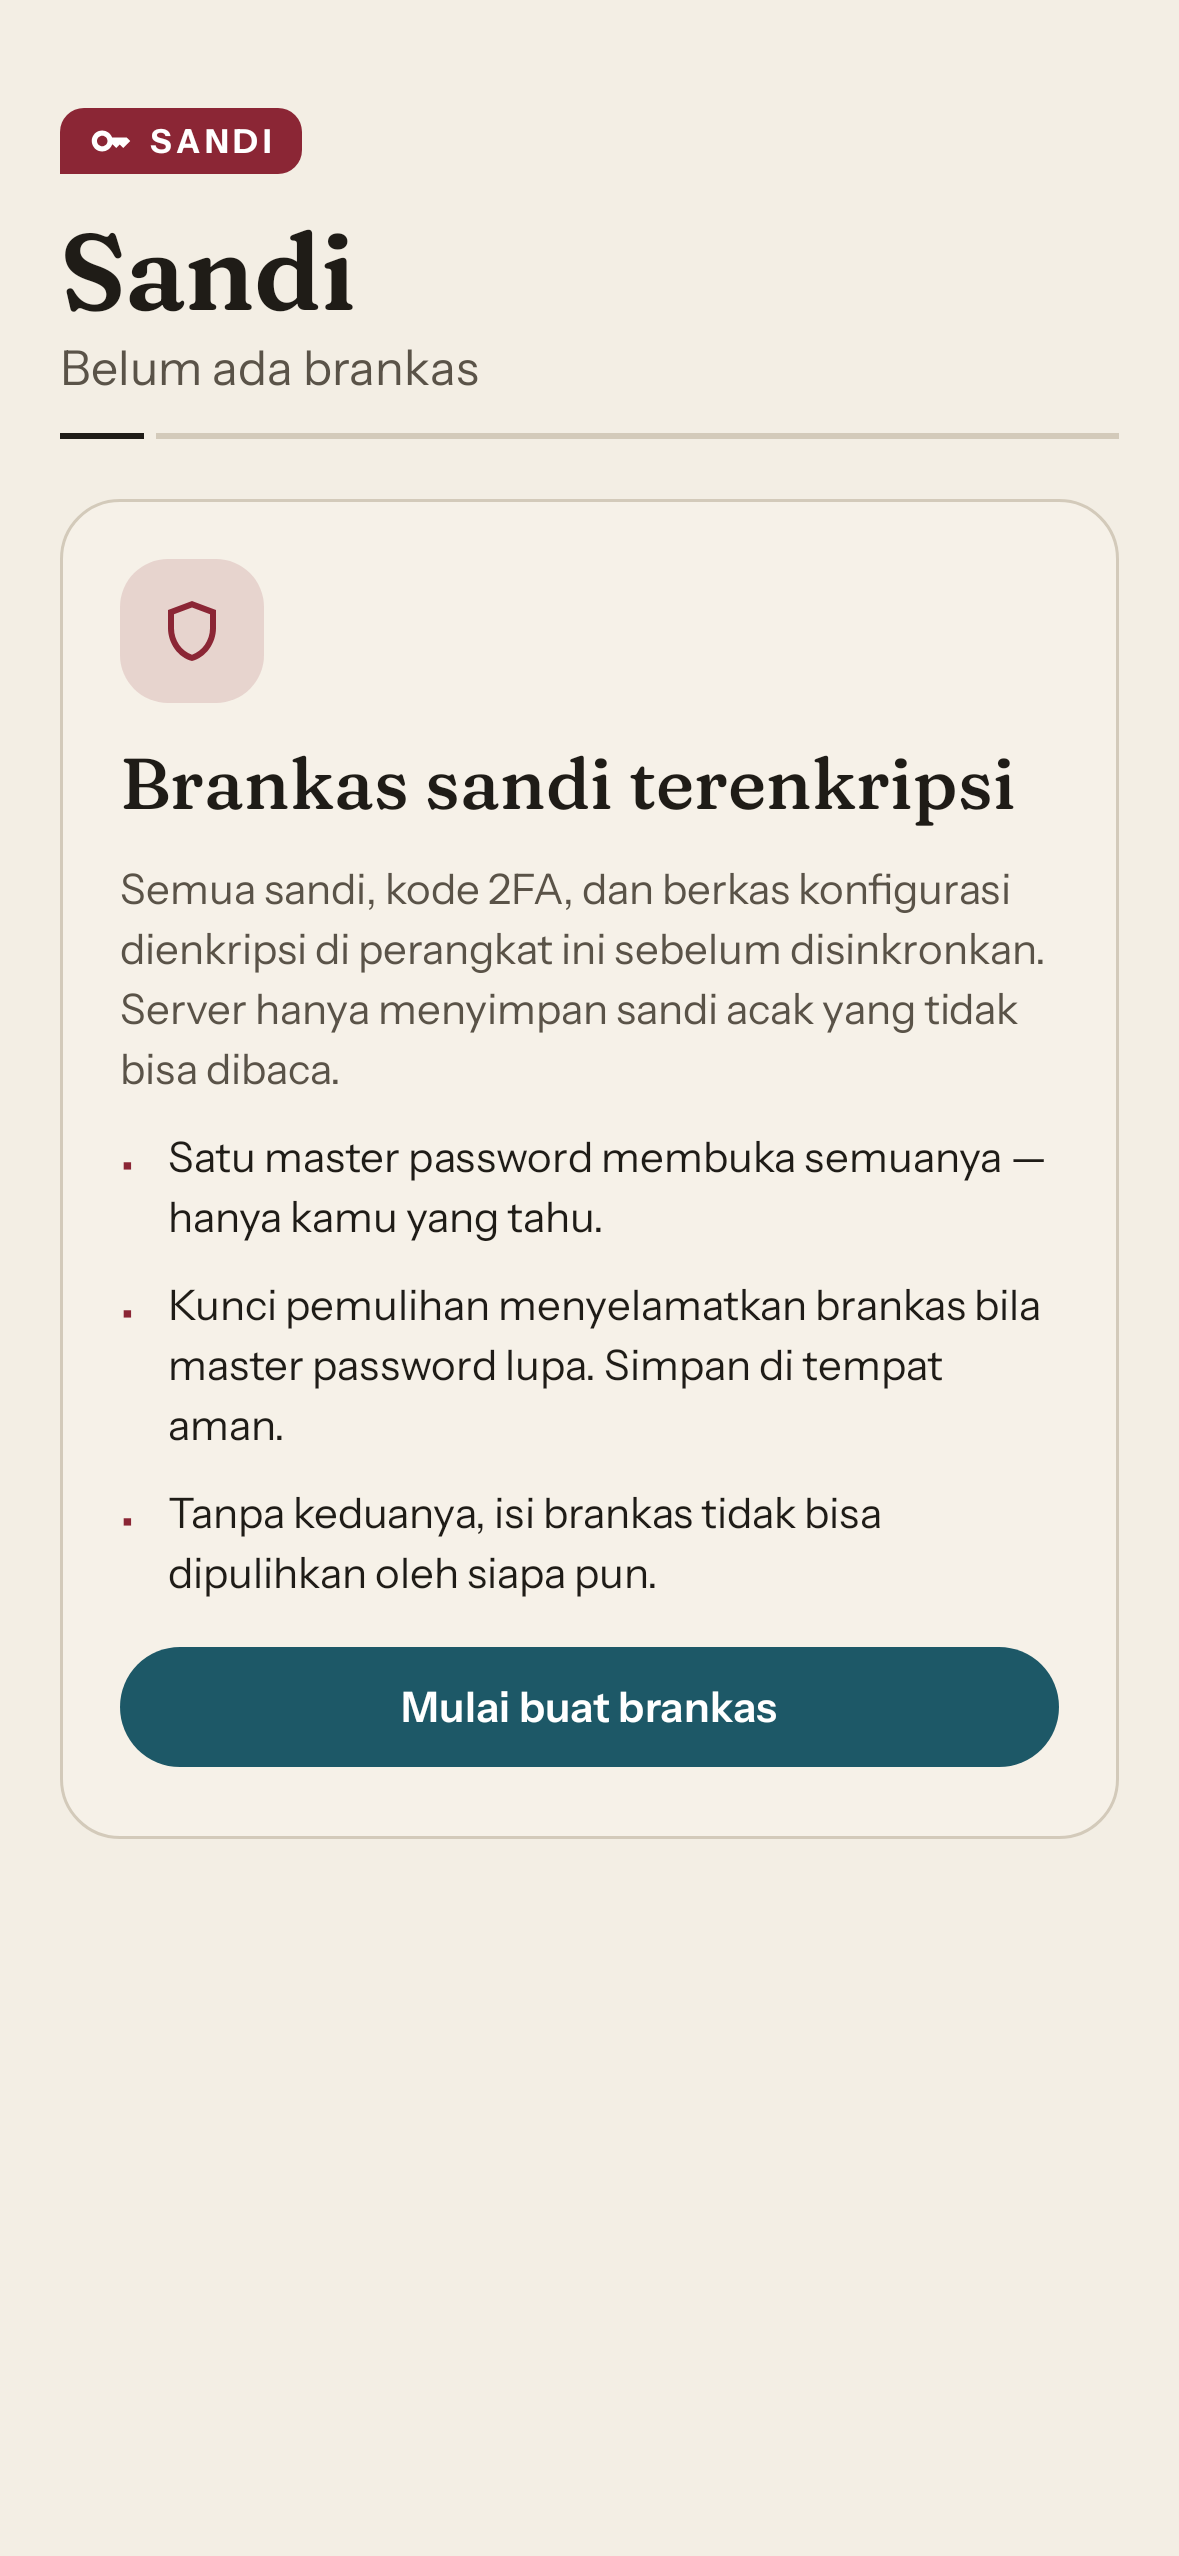 SANDI
Sandi
Belum ada brankas
Brankas sandi terenkripsi
Semua sandi, kode 2FA, dan berkas konfigurasi
dienkripsi di perangkat ini sebelum disinkronkan.
Server hanya menyimpan sandi acak yang tidak
bisa dibaca.
▪ Satu master password membuka semuanya —
hanya kamu yang tahu.
▪ Kunci pemulihan menyelamatkan brankas bila
master password lupa. Simpan di tempat
aman.
▪ Tanpa keduanya, isi brankas tidak bisa
dipulihkan oleh siapa pun.
Mulai buat brankas